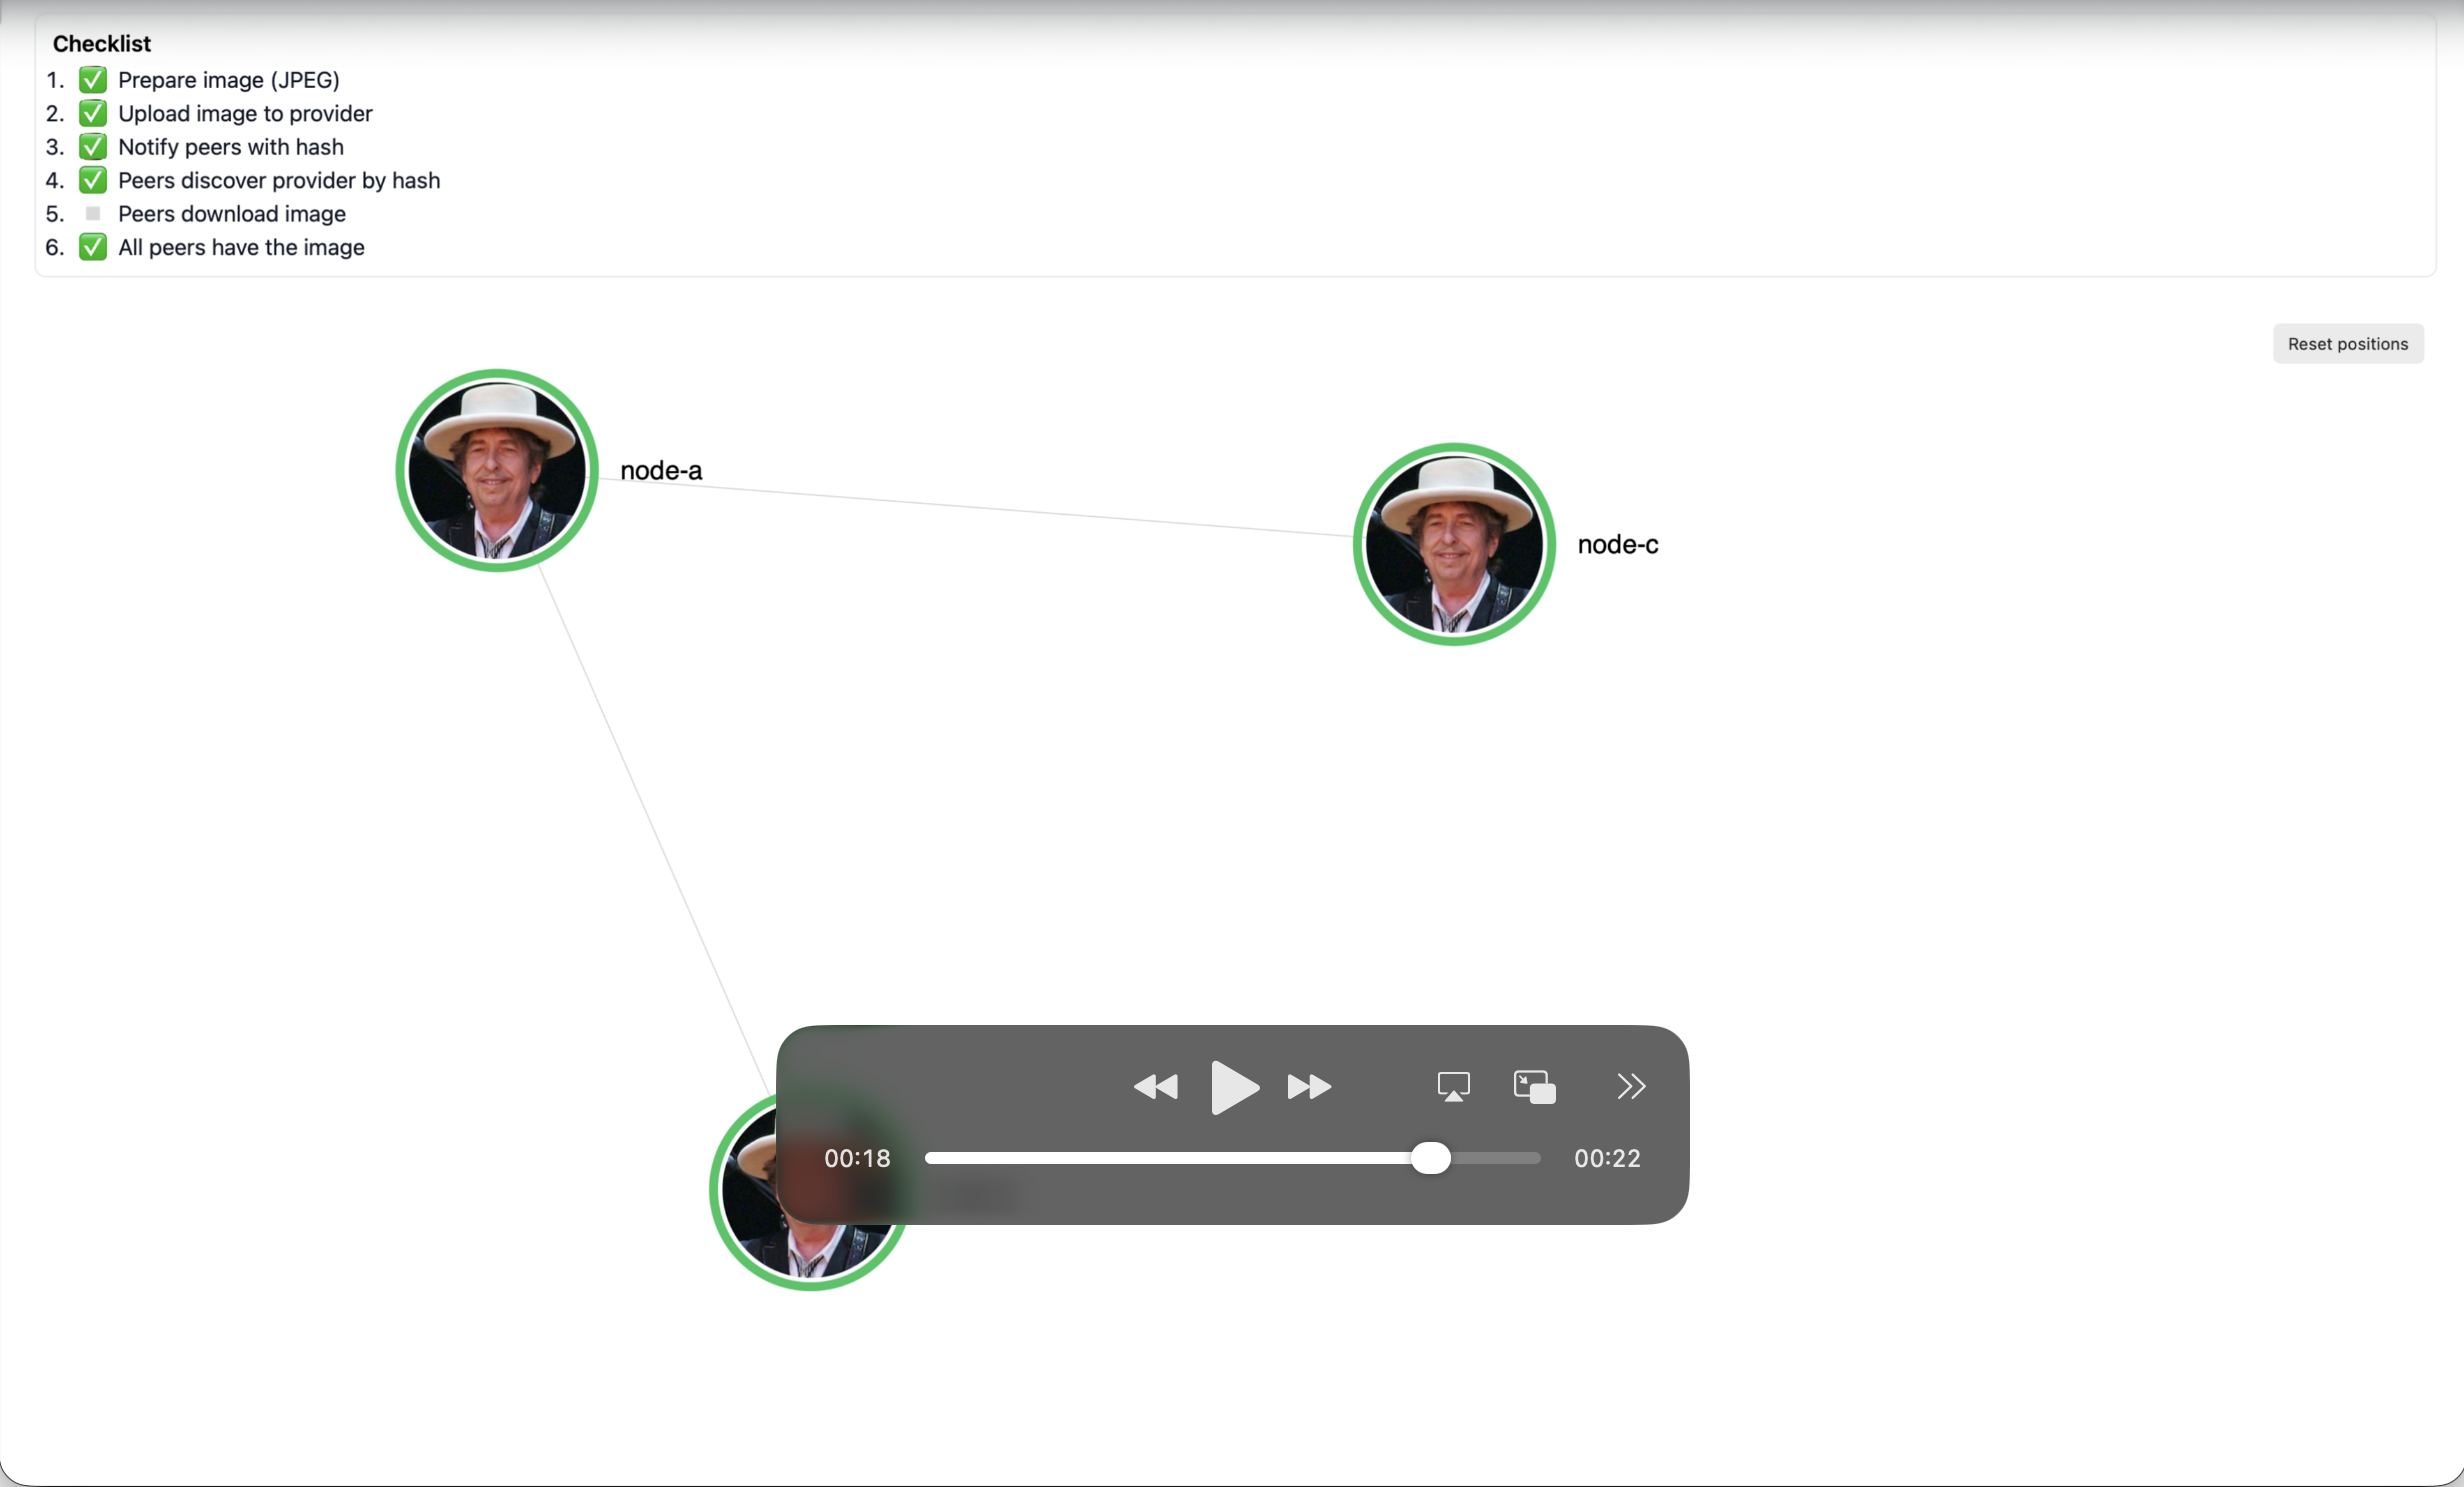 Checklist
1. ✅ Prepare image (JPEG)
2. ✅ Upload image to provider
3. ✅ Notify peers with hash
4. ✅ Peers discover provider by hash
5. Peers download image
6. ✅ All peers have the image
Reset positions
node-a
node-c
00:18
00:22